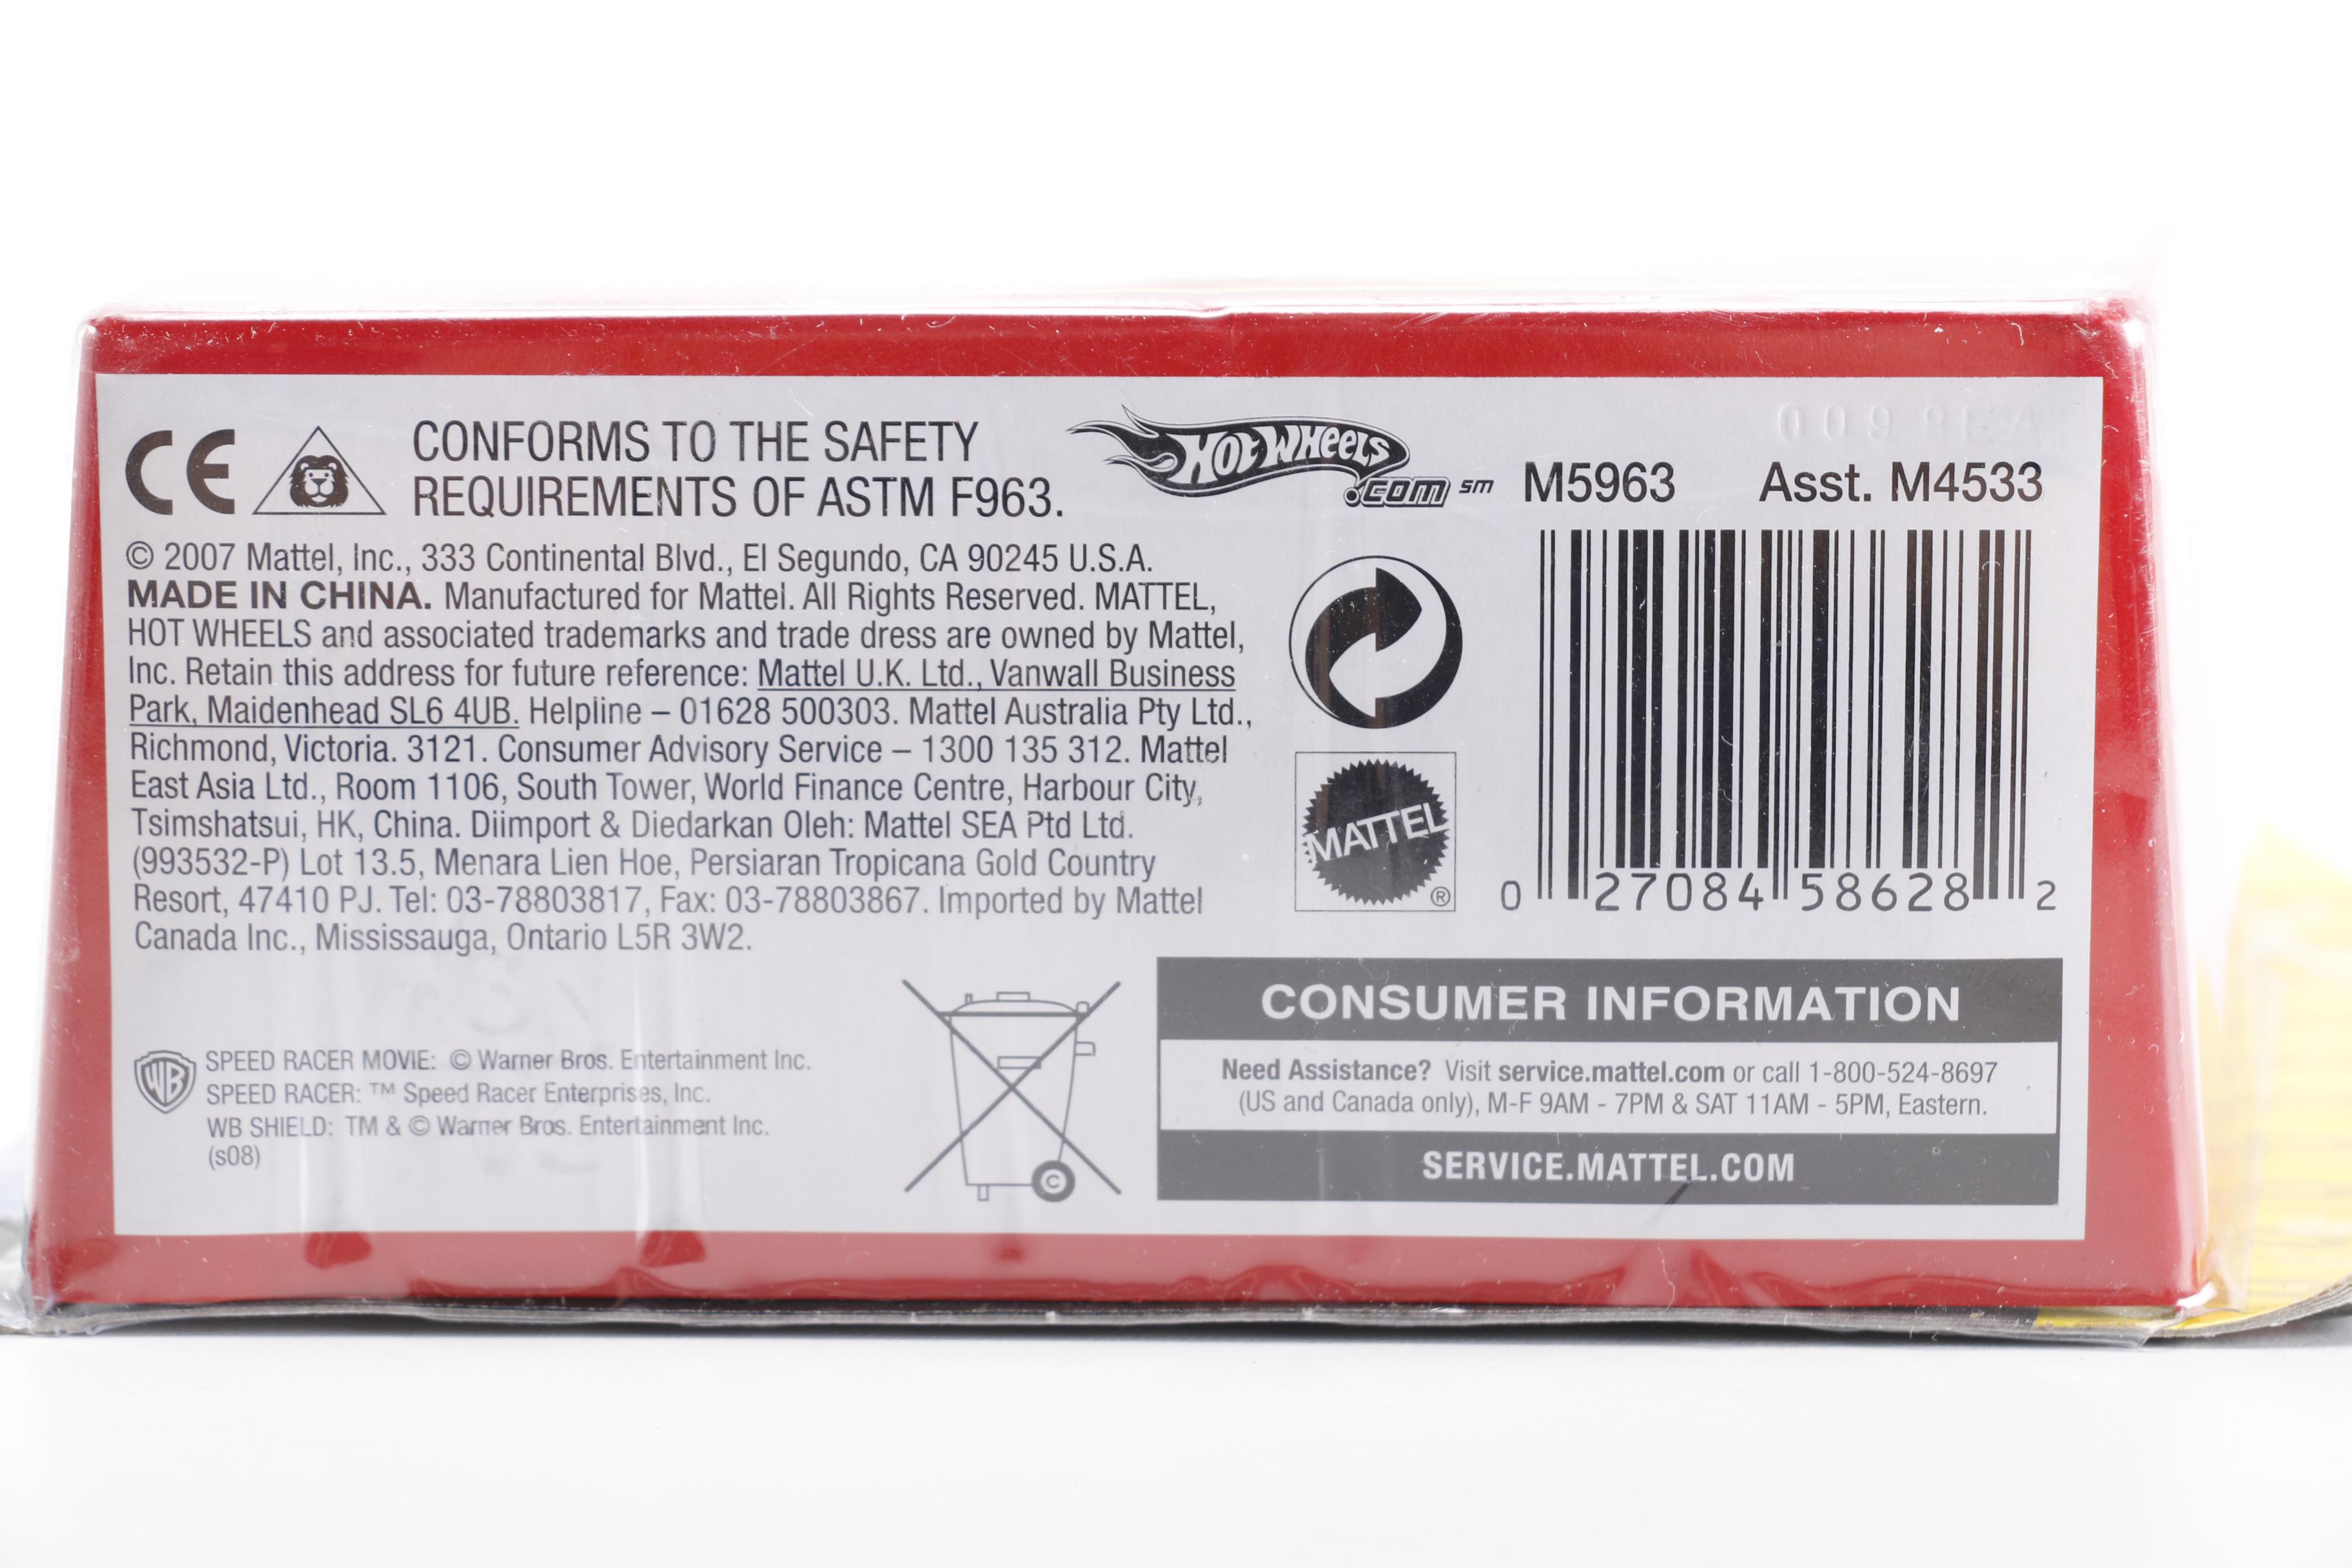 CE
CONFORMS TO THE SAFETY
REQUIREMENTS OF ASTM F963.
HOT WHEELS
.COM SM
M5963 Asst. M4533
© 2007 Mattel, Inc., 333 Continental Blvd., El Segundo, CA 90245 U.S.A.
MADE IN CHINA. Manufactured for Mattel. All Rights Reserved. MATTEL,
HOT WHEELS and associated trademarks and trade dress are owned by Mattel,
Inc. Retain this address for future reference: Mattel U.K. Ltd., Vanwall Business
Park, Maidenhead SL6 4UB. Helpline – 01628 500303. Mattel Australia Pty Ltd.,
Richmond, Victoria. 3121. Consumer Advisory Service – 1300 135 312. Mattel
East Asia Ltd., Room 1106, South Tower, World Finance Centre, Harbour City,
Tsimshatsui, HK, China. Diimport & Diedarkan Oleh: Mattel SEA Ptd Ltd.
(993532-P) Lot 13.5, Menara Lien Hoe, Persiaran Tropicana Gold Country
Resort, 47410 PJ. Tel: 03-78803817, Fax: 03-78803867. Imported by Mattel
Canada Inc., Mississauga, Ontario L5R 3W2.
MATTEL ®
0 27084 58628 2
WB
SPEED RACER MOVIE: © Warner Bros. Entertainment Inc.
SPEED RACER: ™ Speed Racer Enterprises, Inc.
WB SHIELD: TM & © Warner Bros. Entertainment Inc.
(s08)
C
CONSUMER INFORMATION
Need Assistance? Visit service.mattel.com or call 1-800-524-8697
(US and Canada only), M-F 9AM - 7PM & SAT 11AM - 5PM, Eastern.
SERVICE.MATTEL.COM